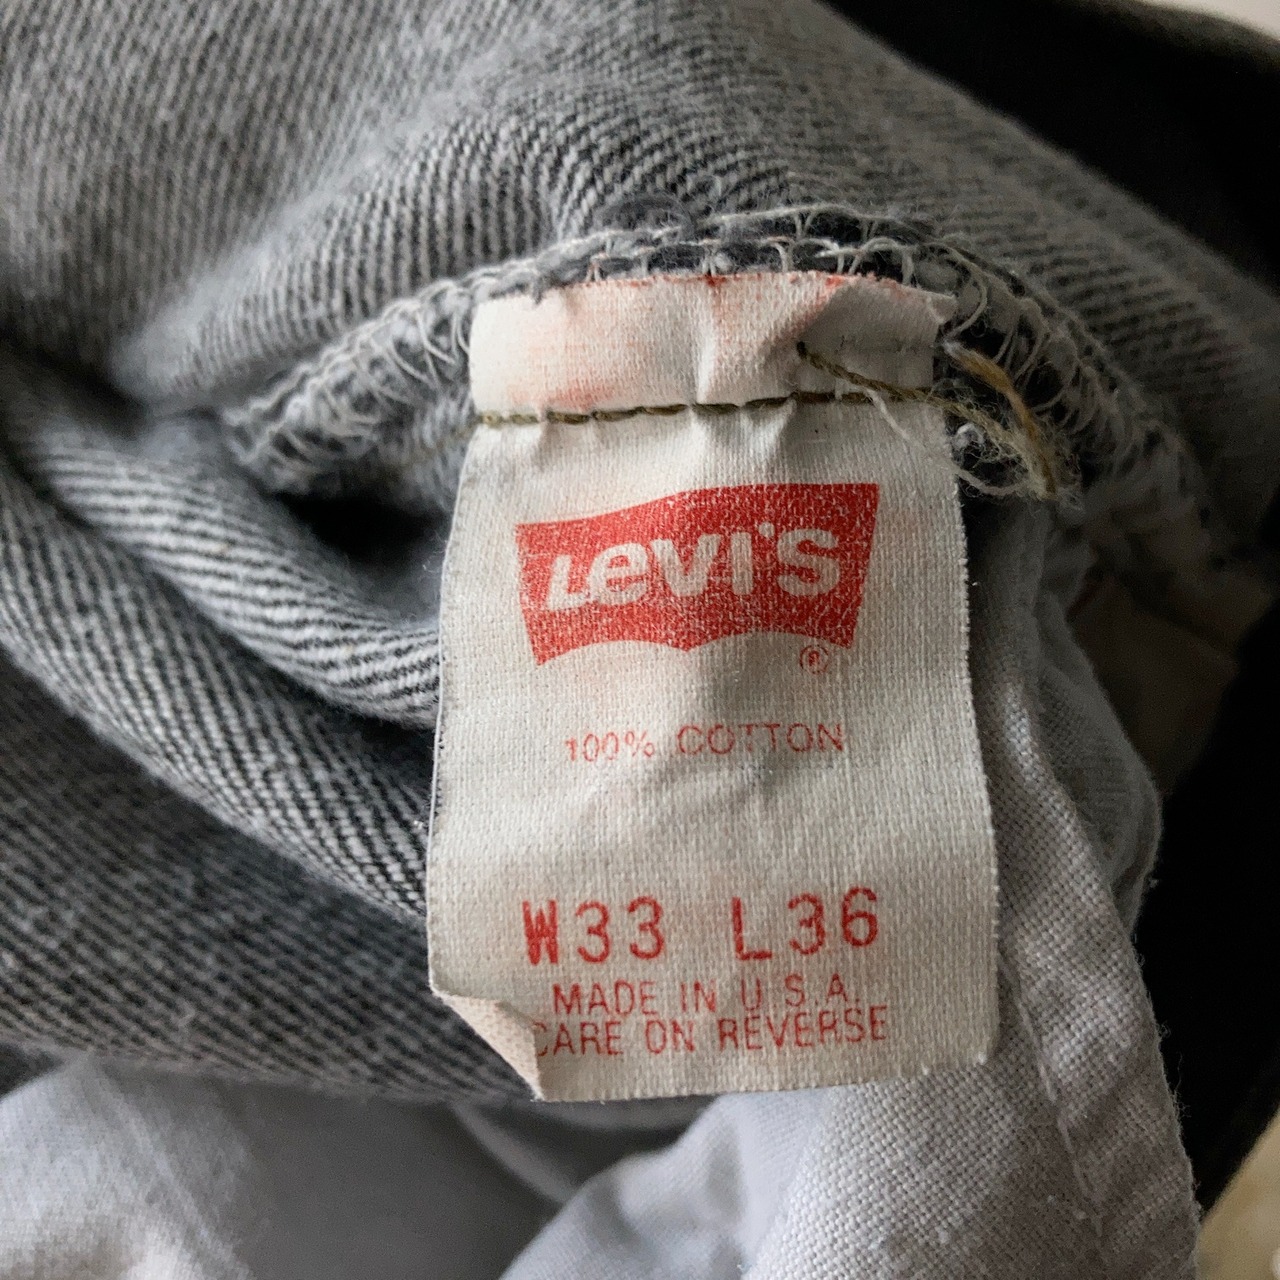 Levi's
®
100% COTTON
W33 L36
MADE IN U.S.A.
CARE ON REVERSE